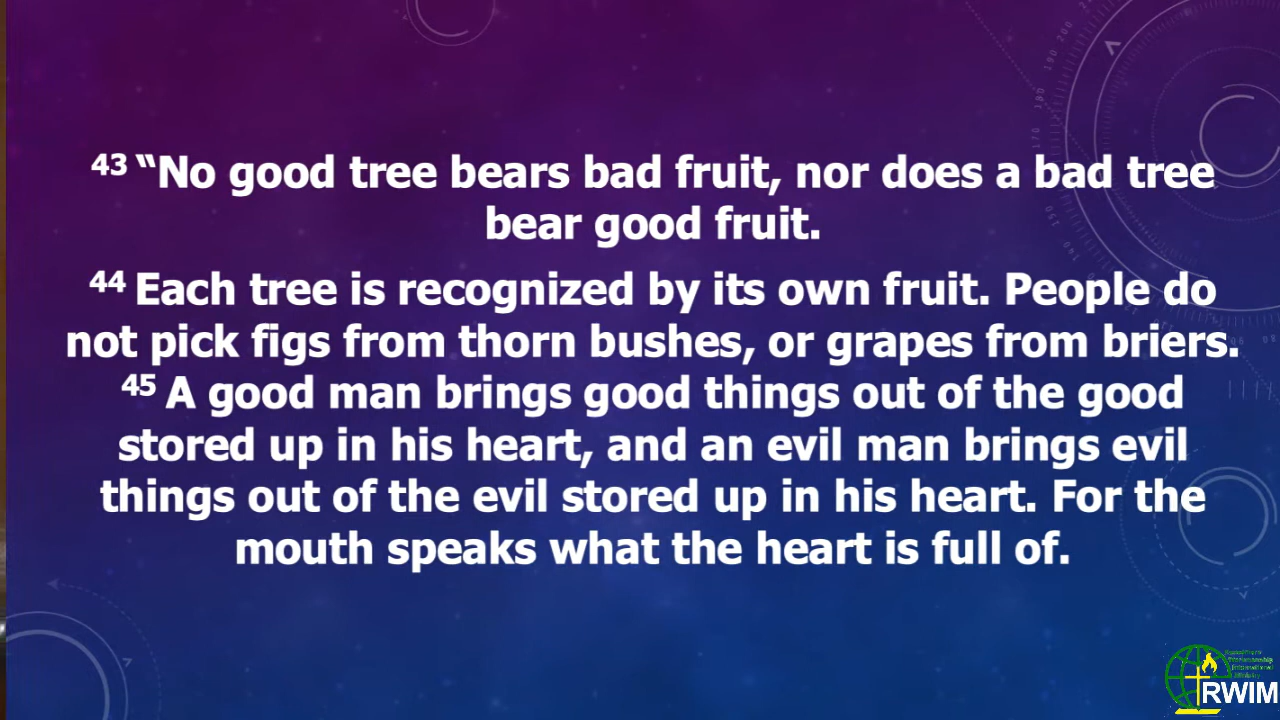 43 “No good tree bears bad fruit, nor does a bad tree
bear good fruit.
44 Each tree is recognized by its own fruit. People do
not pick figs from thorn bushes, or grapes from briers.
45 A good man brings good things out of the good
stored up in his heart, and an evil man brings evil
things out of the evil stored up in his heart. For the
mouth speaks what the heart is full of.
RWIM